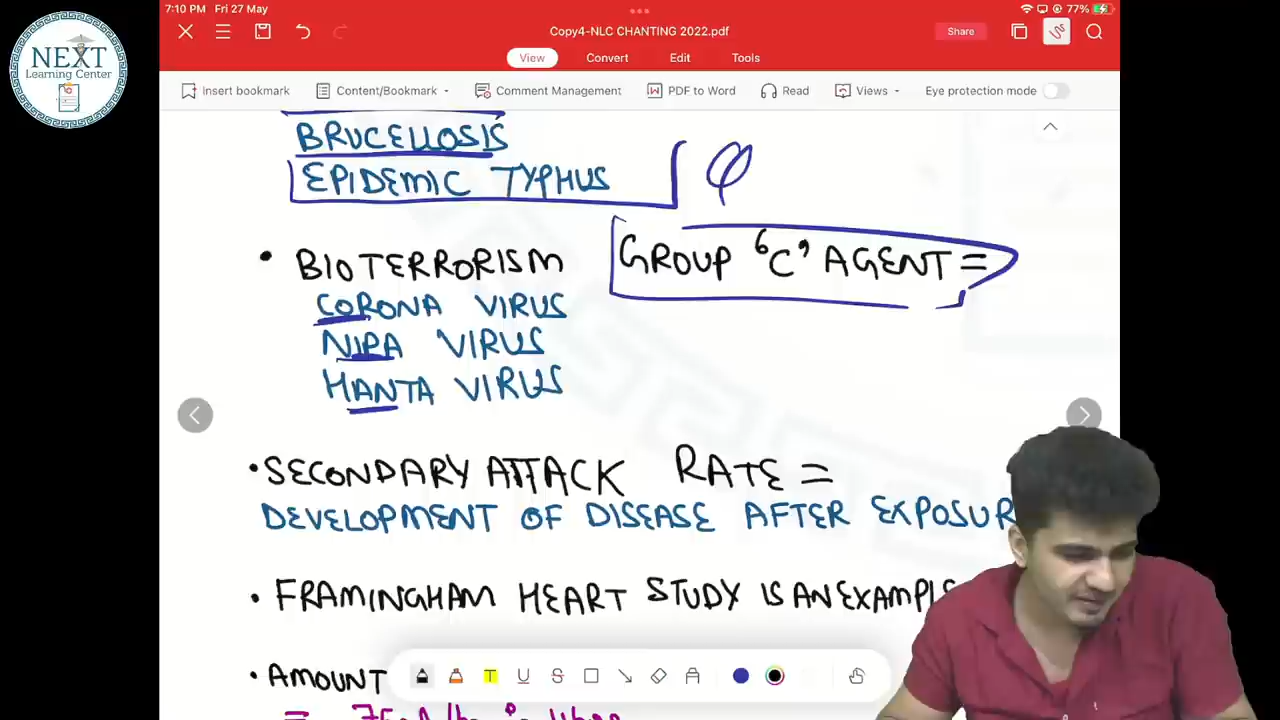 7:10 PM Fri 27 May
77%
NEXT
Learning Center
Copy4-NLC CHANTING 2022.pdf
Share
View Convert Edit Tools
Insert bookmark Content/Bookmark Comment Management PDF to Word Read Views Eye protection mode
BRUCELLOSIS
EPIDEMIC TYPHUS
• BIOTERRORISM GROUP 'C' AGENT =
CORONA VIRUS
NIPA VIRUS
HANTA VIRUS
• SECONDARY ATTACK RATE =
DEVELOPMENT OF DISEASE AFTER EXPOSUR
• FRAMINGHAM HEART STUDY IS AN EXAMPL
• AMOUNT